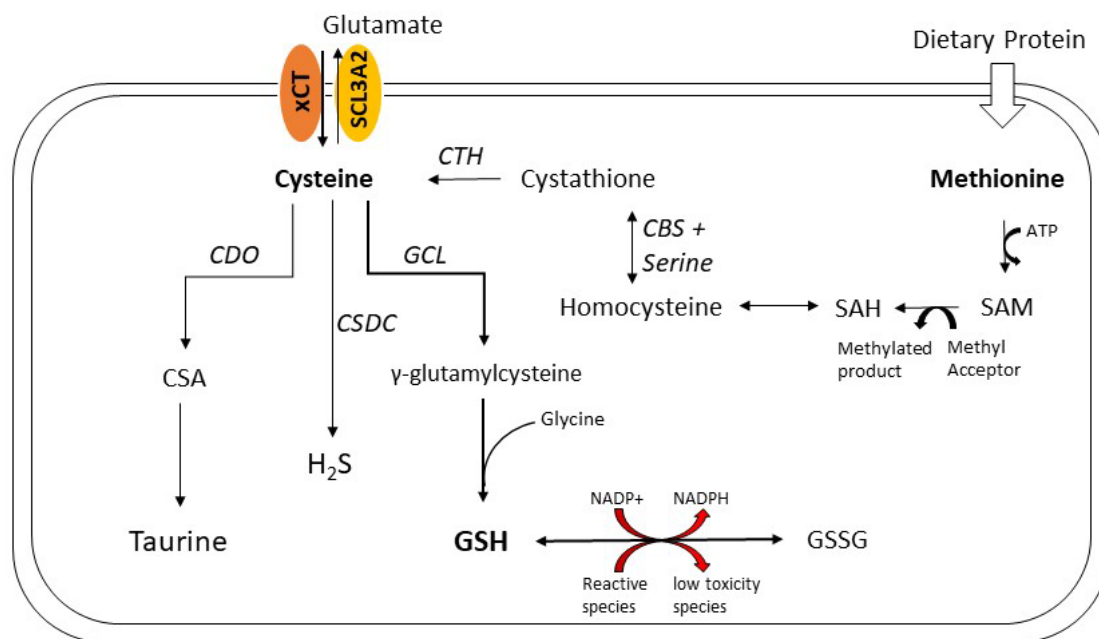 Glutamate
Dietary Protein
xCT
SCL3A2
CTH
Cysteine
Cystathione
Methionine
CBS +
Serine
ATP
CDO
GCL
Homocysteine
SAH
SAM
CSDC
Methylated
product
Methyl
Acceptor
CSA
γ-glutamylcysteine
Glycine
H₂S
NADP+
NADPH
Taurine
GSH
GSSG
Reactive
species
low toxicity
species